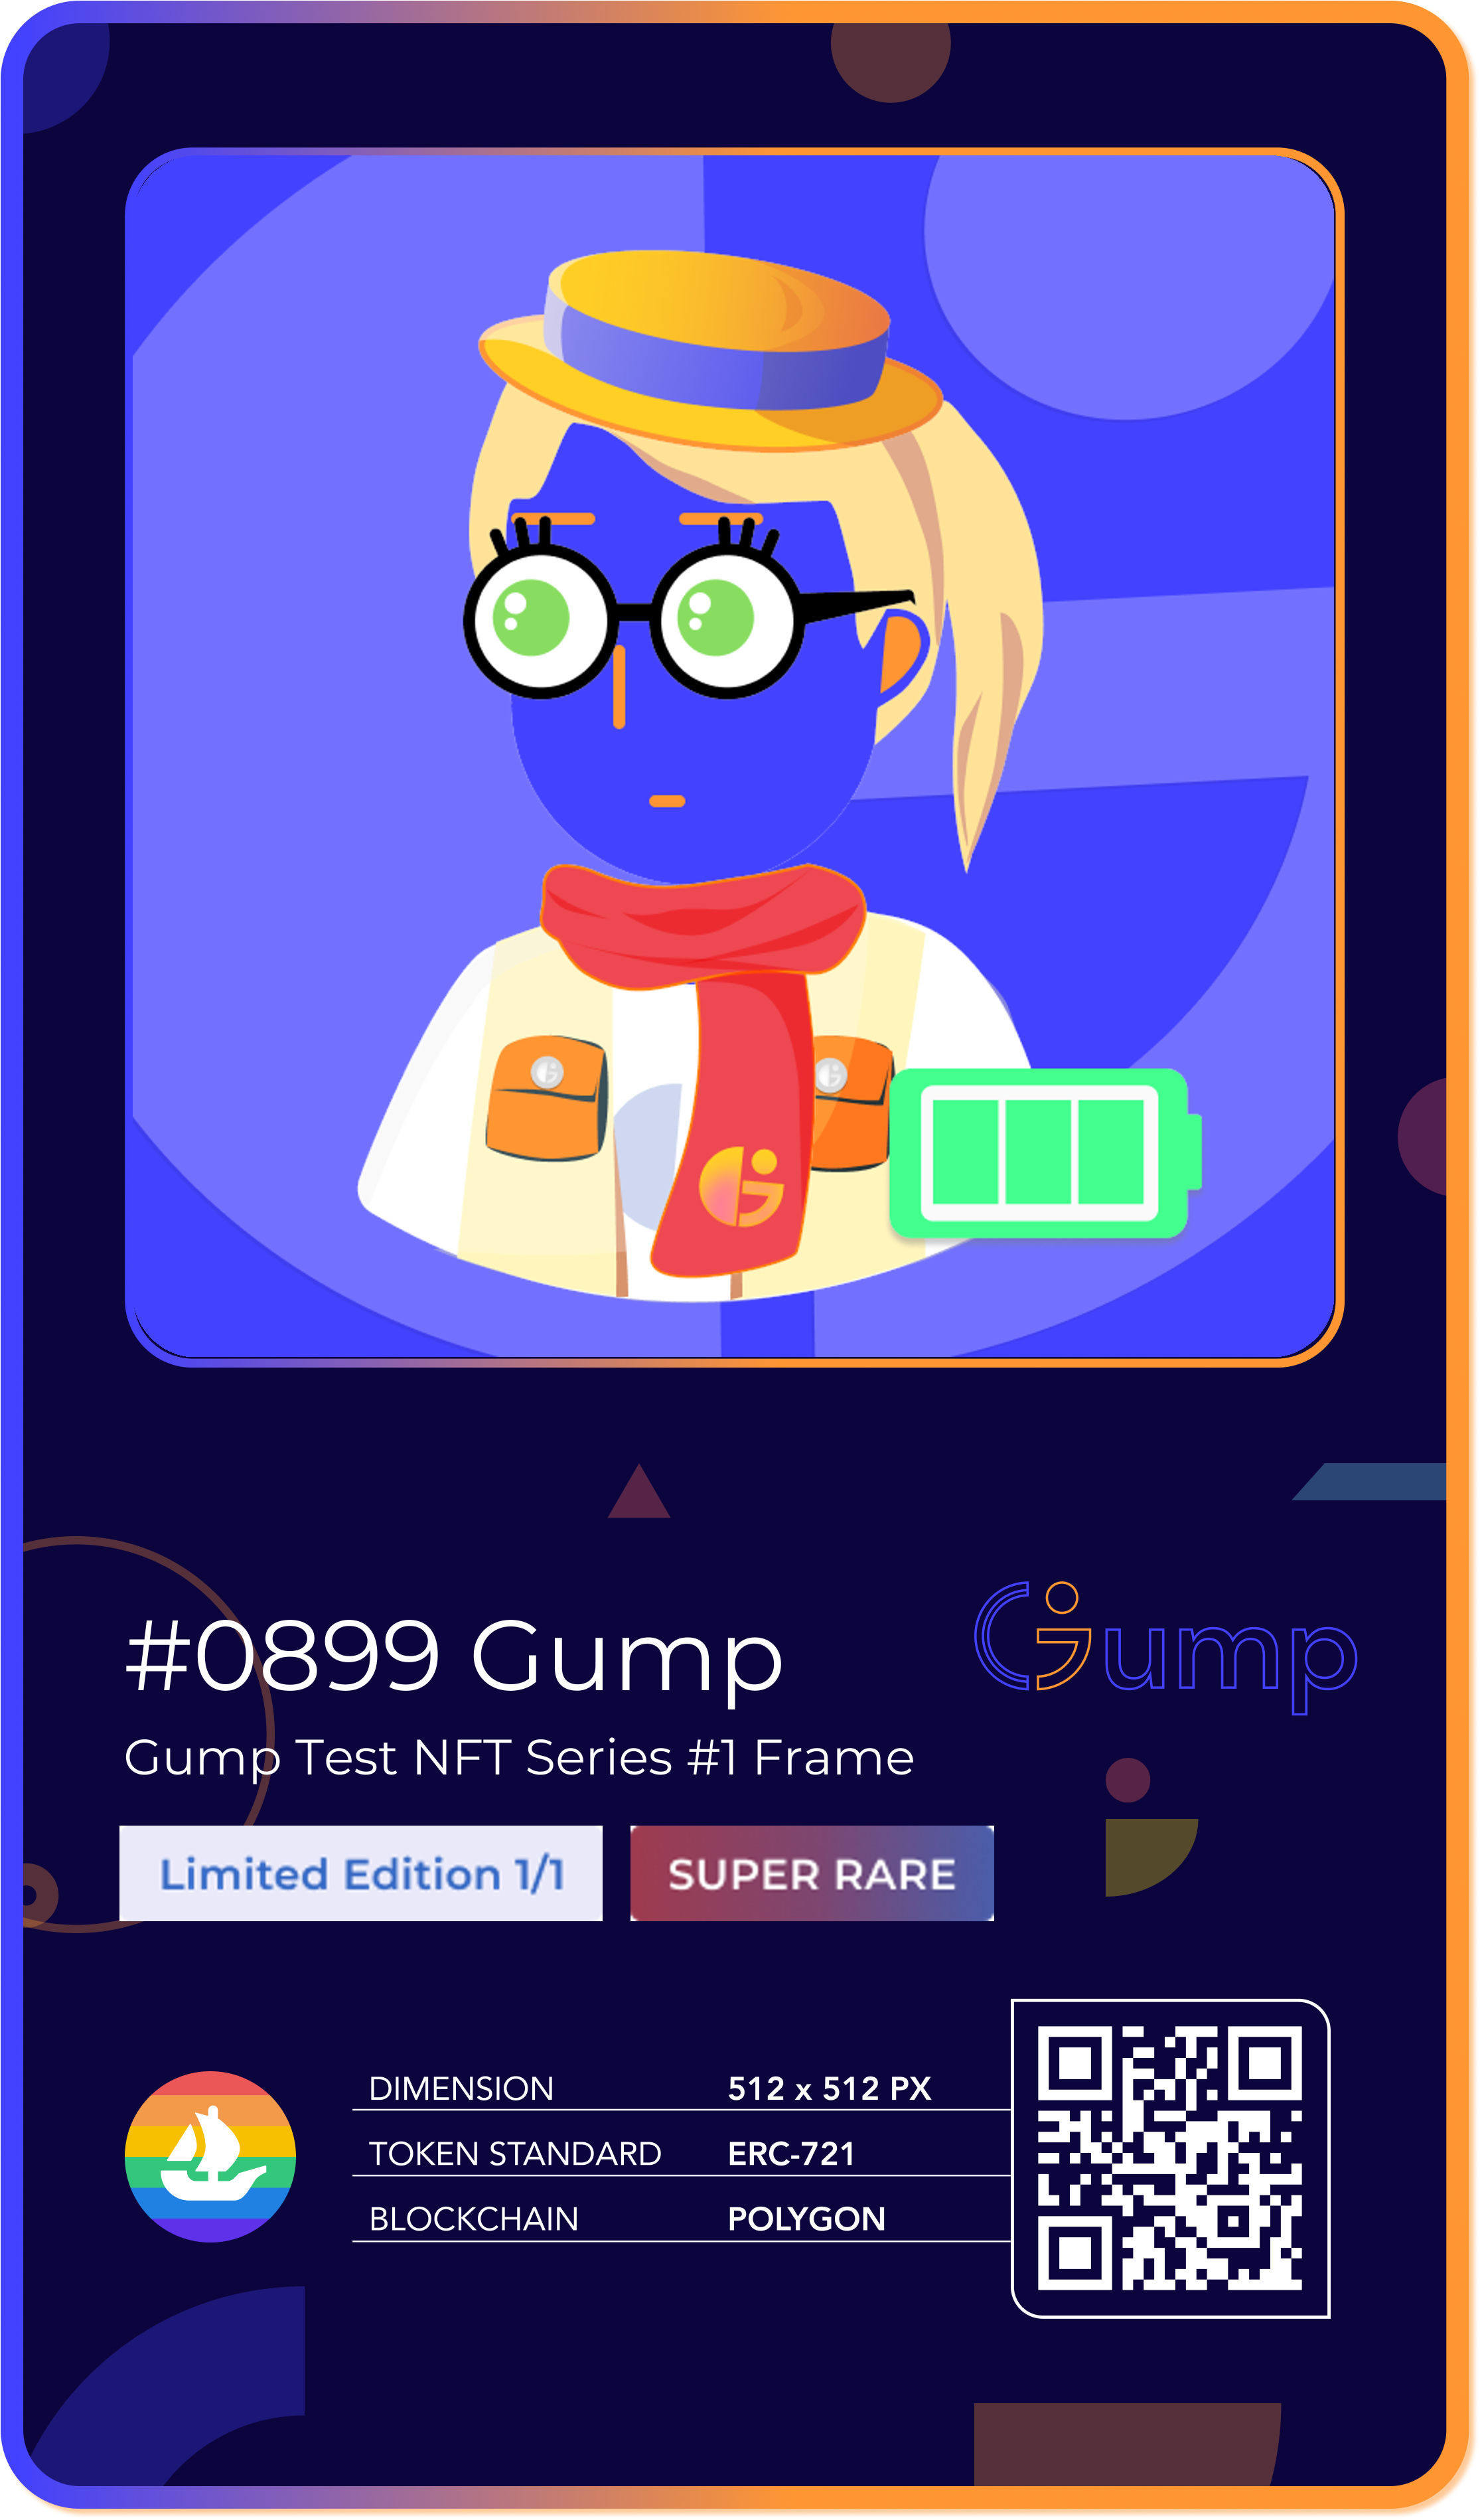 #0899 Gump
Gump
Gump Test NFT Series #1 Frame
Limited Edition 1/1
SUPER RARE
DIMENSION 512 x 512 PX
TOKEN STANDARD ERC-721
BLOCKCHAIN POLYGON